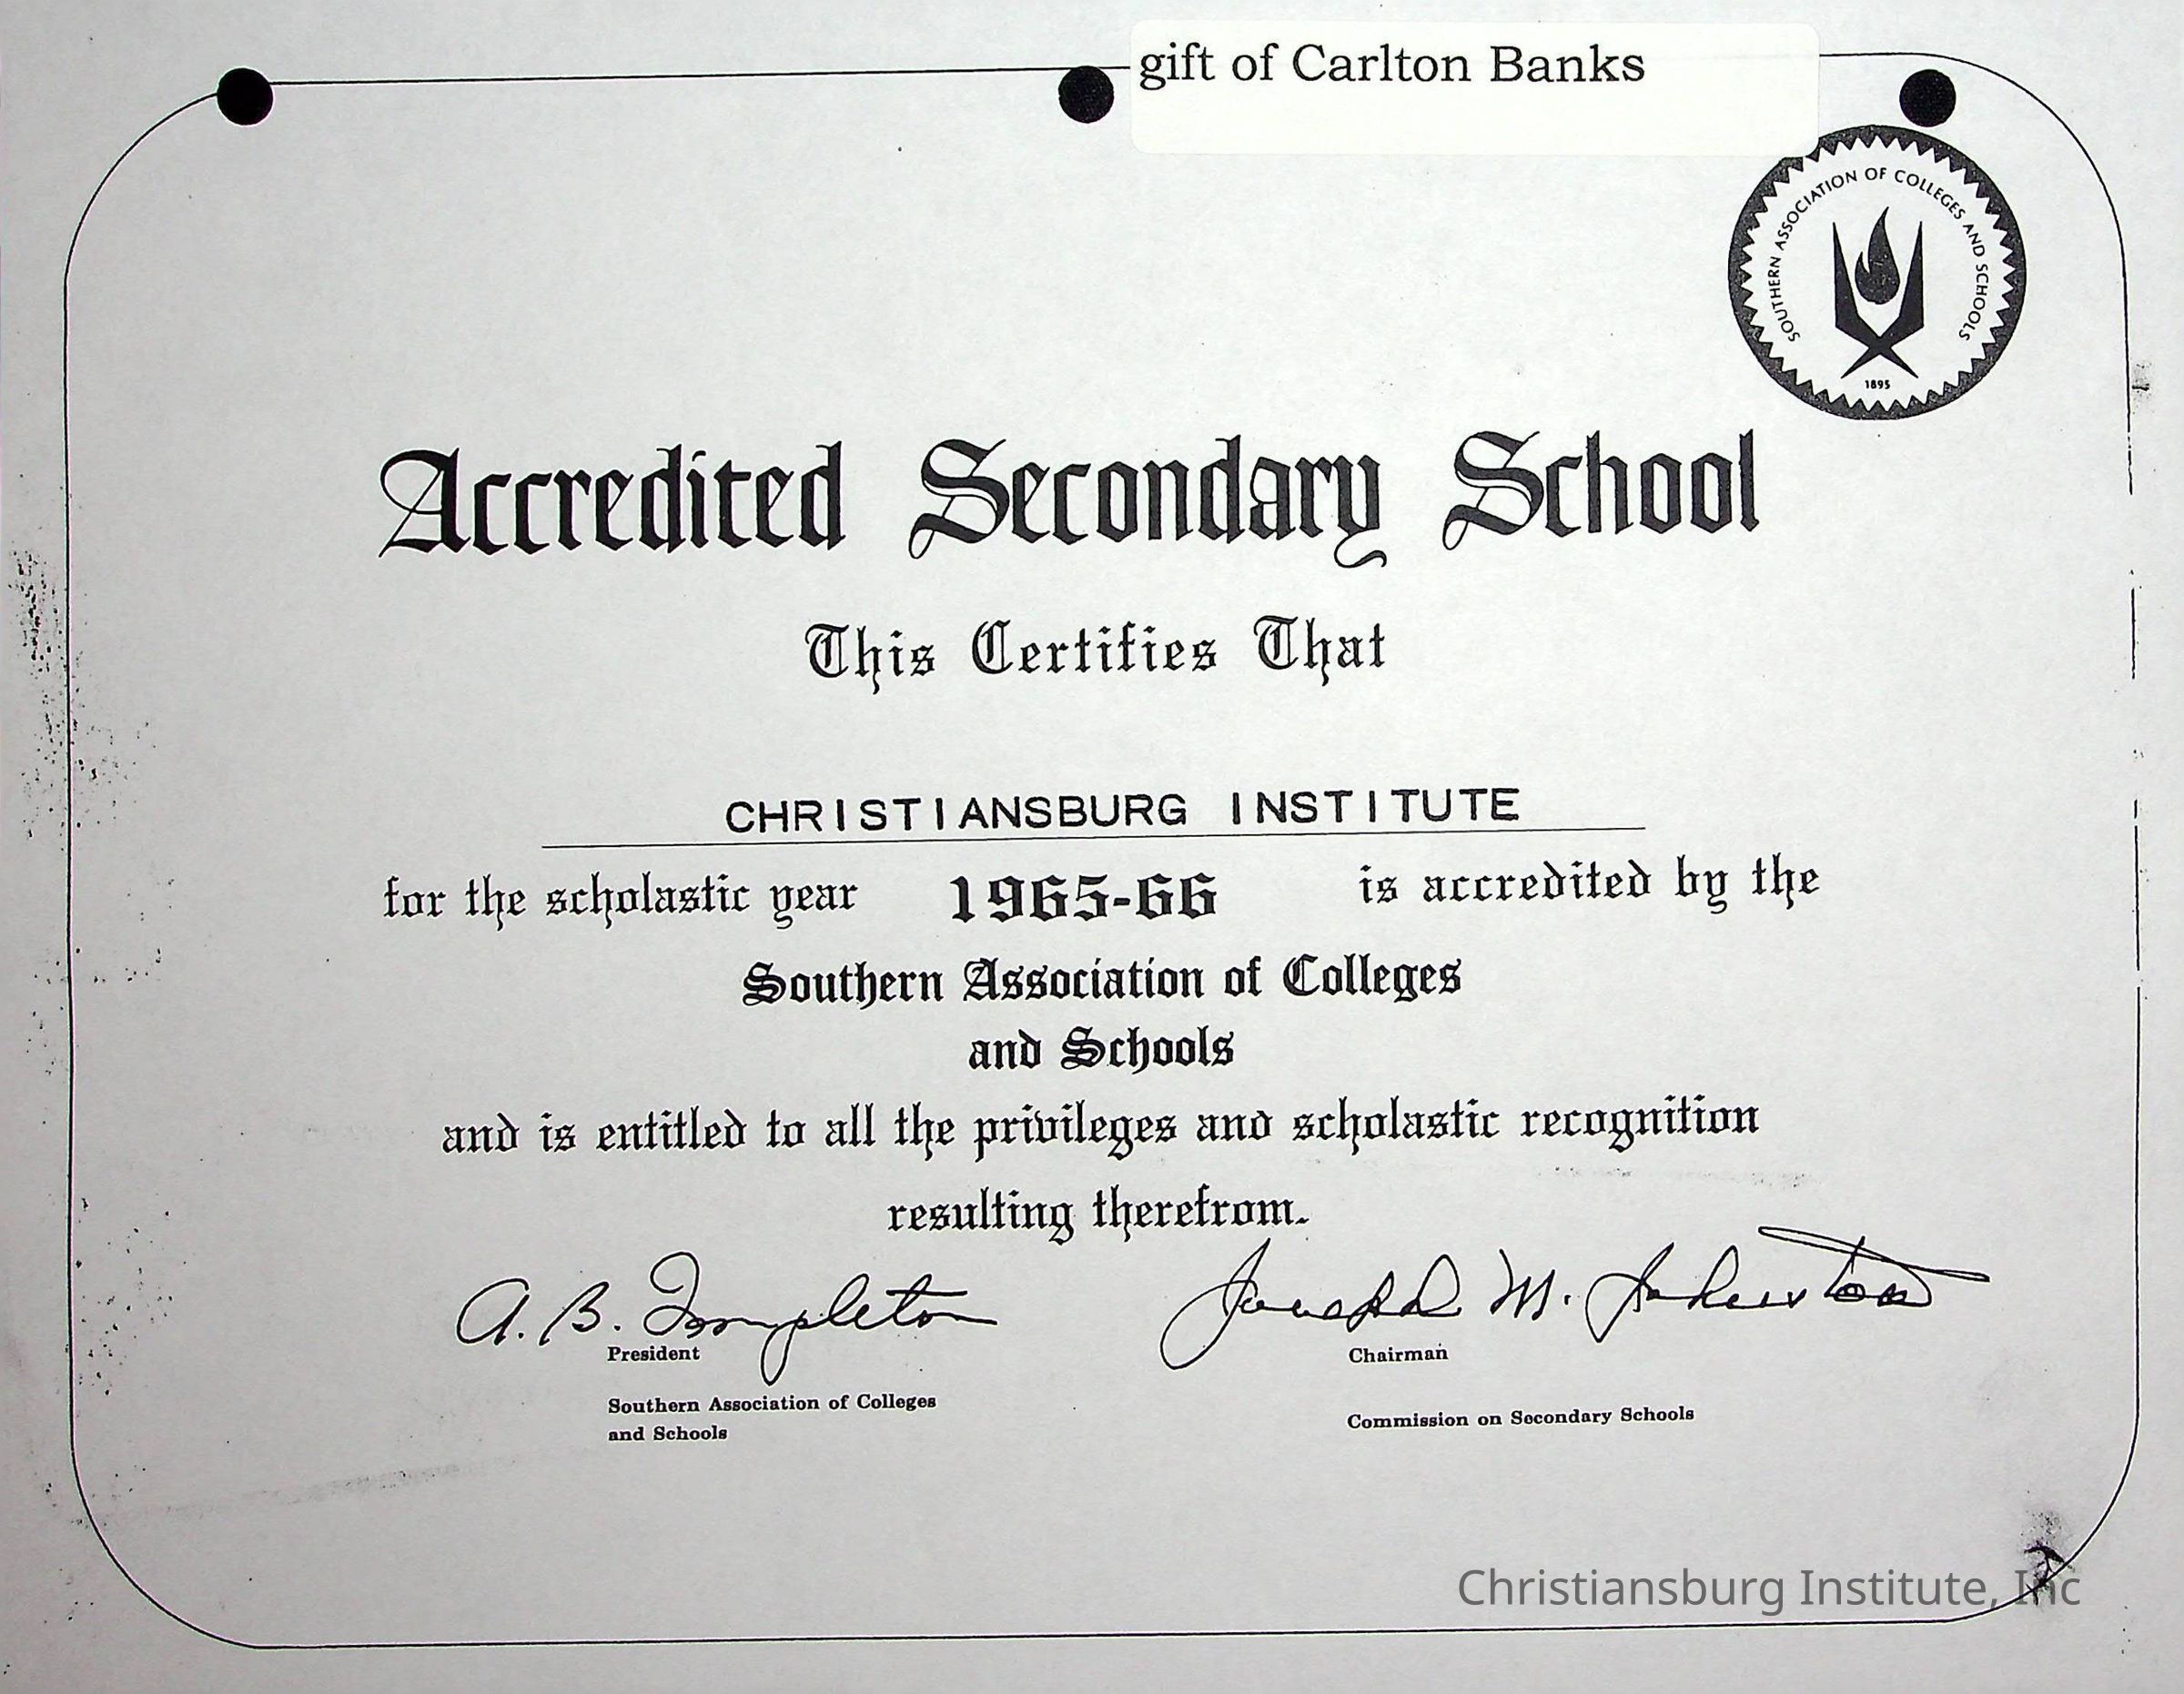 gift of Carlton Banks
SOUTHERN ASSOCIATION OF COLLEGES AND SCHOOLS
1895
Accredited Secondary School
This Certifies That
CHRISTIANSBURG INSTITUTE
for the scholastic year 1965-66 is accredited by the
Southern Association of Colleges
and Schools
and is entitled to all the privileges and scholastic recognition
resulting therefrom.
A. B. Templeton Joseph M. Johnston
President Chairman
Southern Association of Colleges
and Schools
Commission on Secondary Schools
Christiansburg Institute, Inc